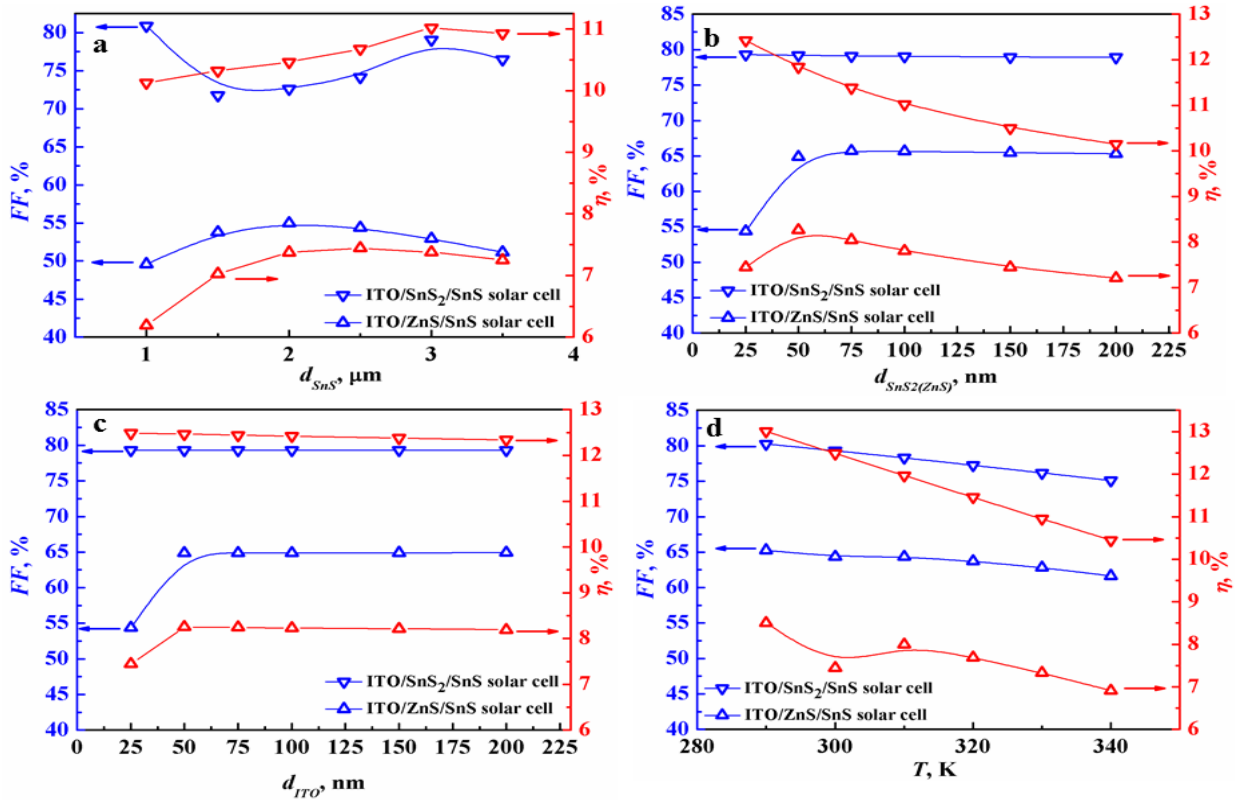 a
FF, %
80
75
70
65
60
55
50
45
40
11
10
9
8
7
6
η, %
ITO/SnS2/SnS solar cell
ITO/ZnS/SnS solar cell
1 2 3 4
dSnS, μm
b
FF, %
85
80
75
70
65
60
55
50
45
40
13
12
11
10
9
8
7
6
η, %
ITO/SnS2/SnS solar cell
ITO/ZnS/SnS solar cell
0 25 50 75 100 125 150 175 200 225
dSnS2(ZnS), nm
c
FF, %
85
80
75
70
65
60
55
50
45
40
13
12
11
10
9
8
7
6
η, %
ITO/SnS2/SnS solar cell
ITO/ZnS/SnS solar cell
0 25 50 75 100 125 150 175 200 225
dITO, nm
d
FF, %
85
80
75
70
65
60
55
50
45
40
13
12
11
10
9
8
7
6
η, %
ITO/SnS2/SnS solar cell
ITO/ZnS/SnS solar cell
280 300 320 340
T, K